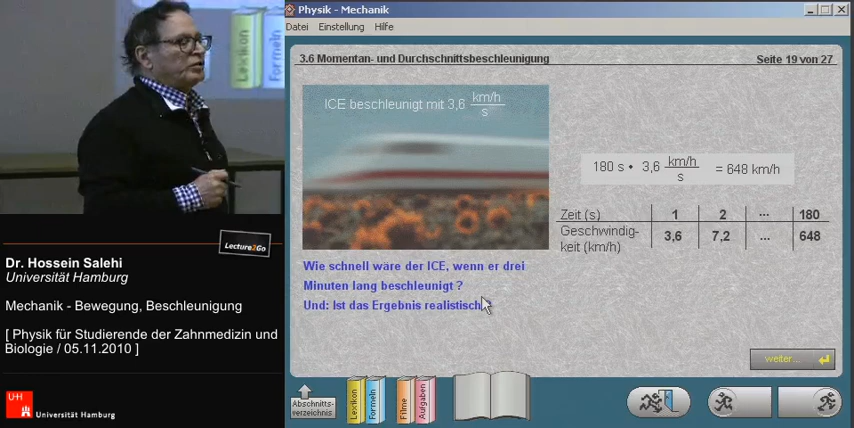 Lexikon
Formeln
Lecture2Go
Dr. Hossein Salehi
Universität Hamburg
Mechanik - Bewegung, Beschleunigung
[ Physik für Studierende der Zahnmedizin und
Biologie / 05.11.2010 ]
UH
Universität Hamburg
Physik - Mechanik
Datei Einstellung Hilfe
3.6 Momentan- und Durchschnittsbeschleunigung
Seite 19 von 27
ICE beschleunigt mit 3,6 km/h
s
180 s • 3,6 km/h = 648 km/h
s
Zeit (s) 1 2 ... 180
Geschwindig- 3,6 7,2 ... 648
keit (km/h)
Wie schnell wäre der ICE, wenn er drei
Minuten lang beschleunigt ?
Und: Ist das Ergebnis realistisch
weiter...
Abschnitts-
verzeichnis
Lexikon
Formeln
Filme
Aufgaben